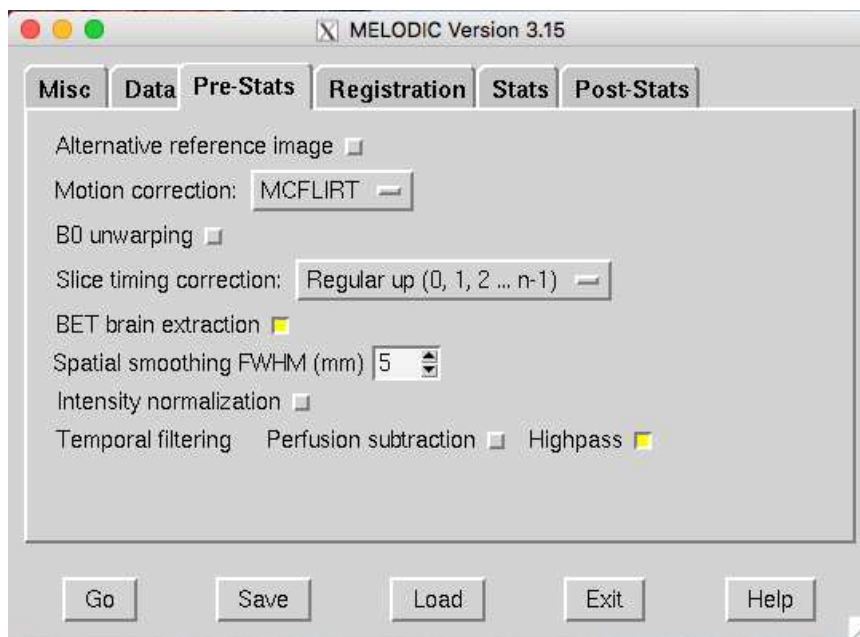 MELODIC Version 3.15
Misc Data Pre-Stats Registration Stats Post-Stats
Alternative reference image
Motion correction: MCFLIRT
B0 unwarping
Slice timing correction: Regular up (0, 1, 2 ... n-1)
BET brain extraction
Spatial smoothing FWHM (mm) 5
Intensity normalization
Temporal filtering Perfusion subtraction Highpass
Go Save Load Exit Help